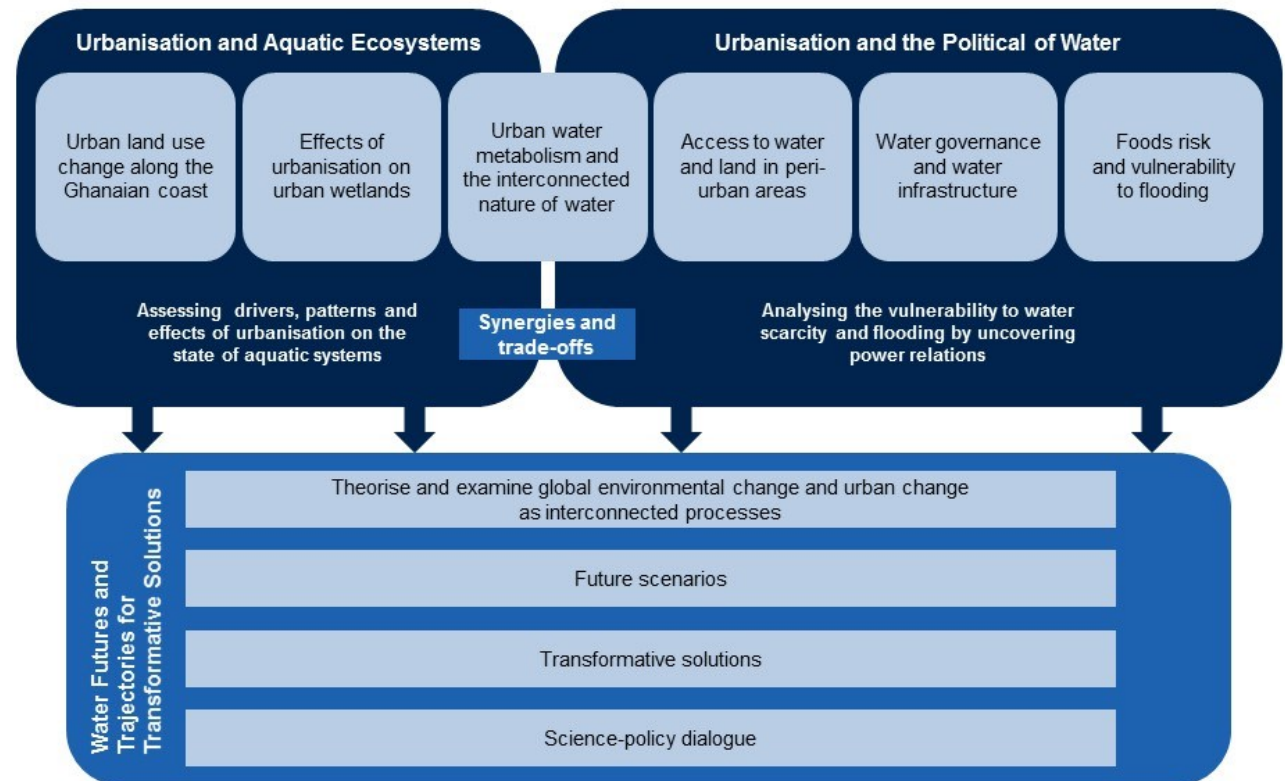 Urbanisation and Aquatic Ecosystems
Urbanisation and the Political of Water
Urban land use
change along the
Ghanaian coast
Effects of
urbanisation on
urban wetlands
Urban water
metabolism and
the interconnected
nature of water
Access to water
and land in peri-
urban areas
Water governance
and water
infrastructure
Foods risk
and vulnerability
to flooding
Assessing drivers, patterns and
effects of urbanisation on the
state of aquatic systems
Synergies and
trade-offs
Analysing the vulnerability to water
scarcity and flooding by uncovering
power relations
Water Futures and
Trajectories for
Transformative Solutions
Theorise and examine global environmental change and urban change
as interconnected processes
Future scenarios
Transformative solutions
Science-policy dialogue